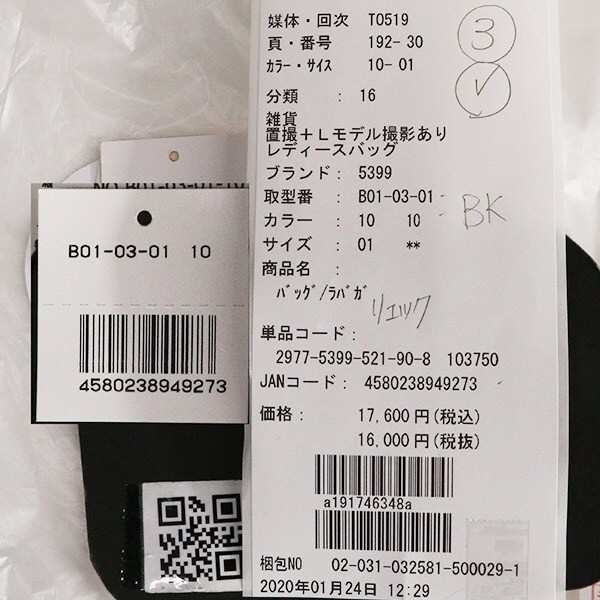 媒体・回次 T0519
頁・番号 192-30
ｶﾗｰ・ｻｲｽﾞ 10-01
③
✓
分類 : 16
雑貨
置撮＋Ｌモデル撮影あり
レディースバッグ
ブランド : 5399
取型番 : B01-03-01-
カラー : 10 10
BK
サイズ : 01 **
商品名 :
ﾊﾞｯｸﾞ/ﾗﾊﾞｶﾞ
リュック
単品コード:
2977-5399-521-90-8 103750
JANコード: 4580238949273
価格: 17,600円(税込)
16,000円(税抜)
a191746348a
梱包NO 02-031-032581-500029-1
2020年01月24日 12:29
NO.B01-03-01-10
B01-03-01 10
4580238949273